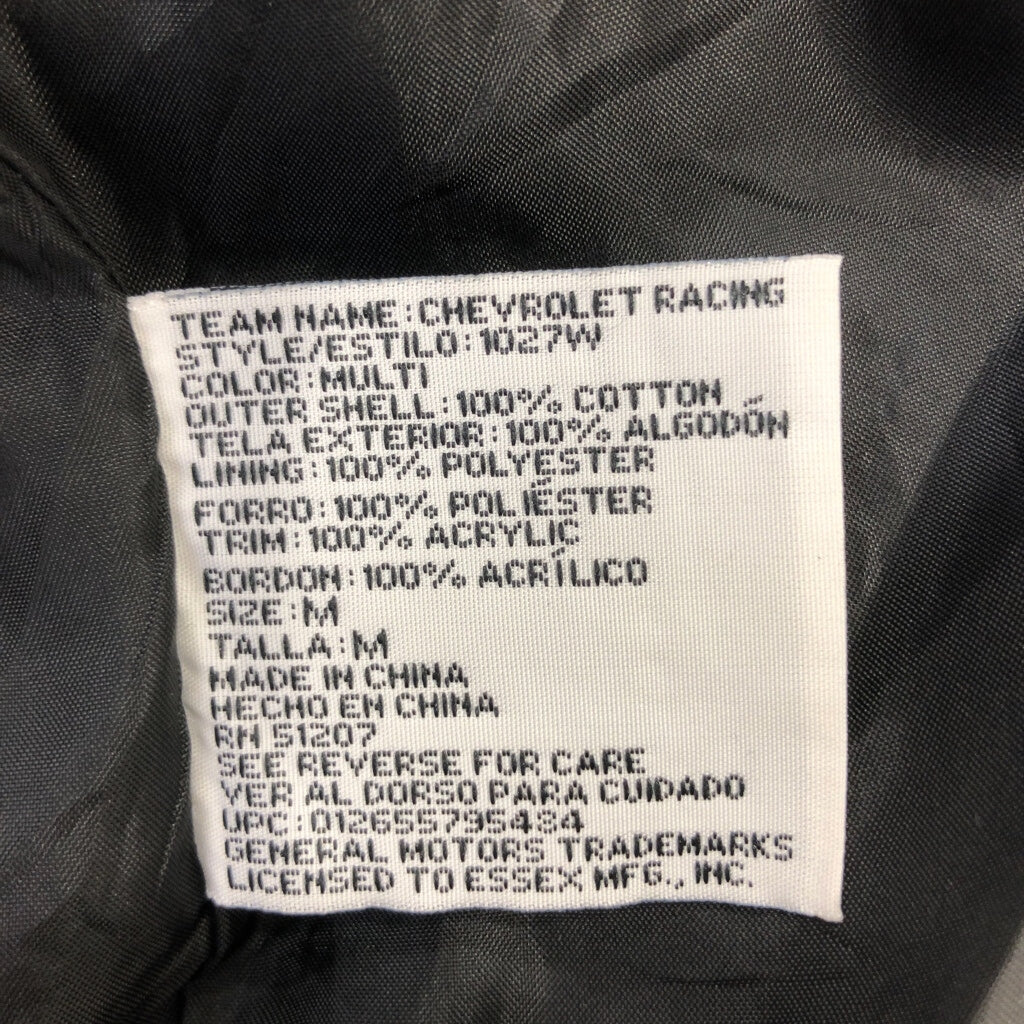 TEAM NAME:CHEVROLET RACING
STYLE/ESTILO:1027W
COLOR:MULTI
OUTER SHELL:100% COTTON
TELA EXTERIOR:100% ALGODÓN
LINING:100% POLYESTER
FORRO:100% POLIÉSTER
TRIM:100% ACRYLIC
BORDON:100% ACRÍLICO
SIZE:M
TALLA:M
MADE IN CHINA
HECHO EN CHINA
RN 51207
SEE REVERSE FOR CARE
VER AL DORSO PARA CUIDADO
UPC:012655795484
GENERAL MOTORS TRADEMARKS
LICENSED TO ESSEX MFG., INC.